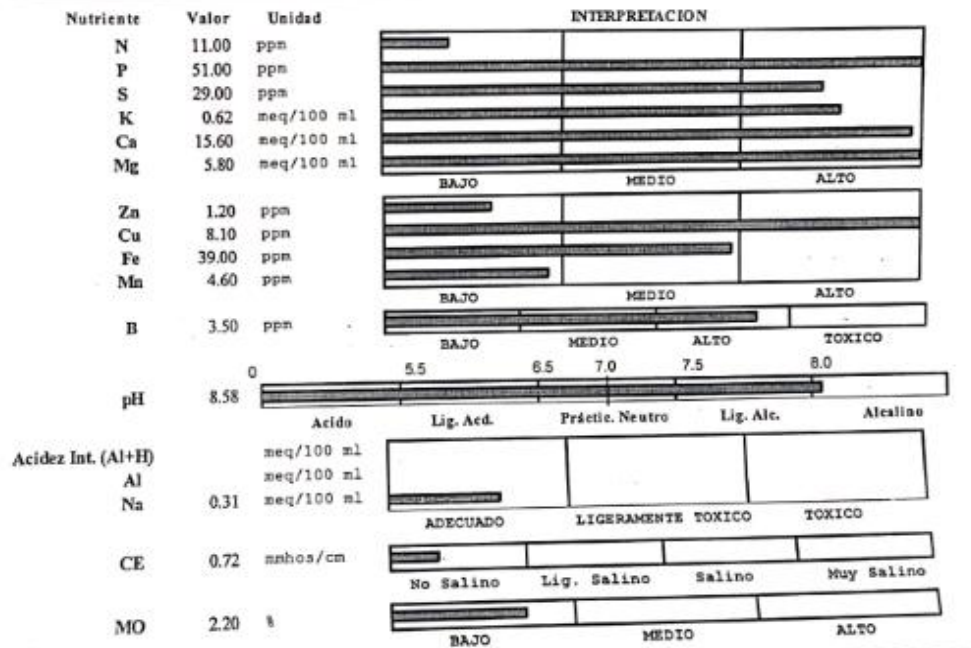 Nutriente Valor Unidad INTERPRETACION
N 11.00 ppm
P 51.00 ppm
S 29.00 ppm
K 0.62 meq/100 ml
Ca 15.60 meq/100 ml
Mg 5.80 meq/100 ml
BAJO MEDIO ALTO
Zn 1.20 ppm
Cu 8.10 ppm
Fe 39.00 ppm
Mn 4.60 ppm
BAJO MEDIO ALTO
B 3.50 ppm
BAJO MEDIO ALTO TOXICO
0 5.5 6.5 7.0 7.5 8.0
pH 8.58
Acido Lig. Acd. Práctic. Neutro Lig. Alc. Alcalino
Acidez Int. (Al+H) meq/100 ml
Al meq/100 ml
Na 0.31 meq/100 ml
ADECUADO LIGERAMENTE TOXICO TOXICO
CE 0.72 mmhos/cm
No Salino Lig. Salino Salino Muy Salino
MO 2.20 %
BAJO MEDIO ALTO